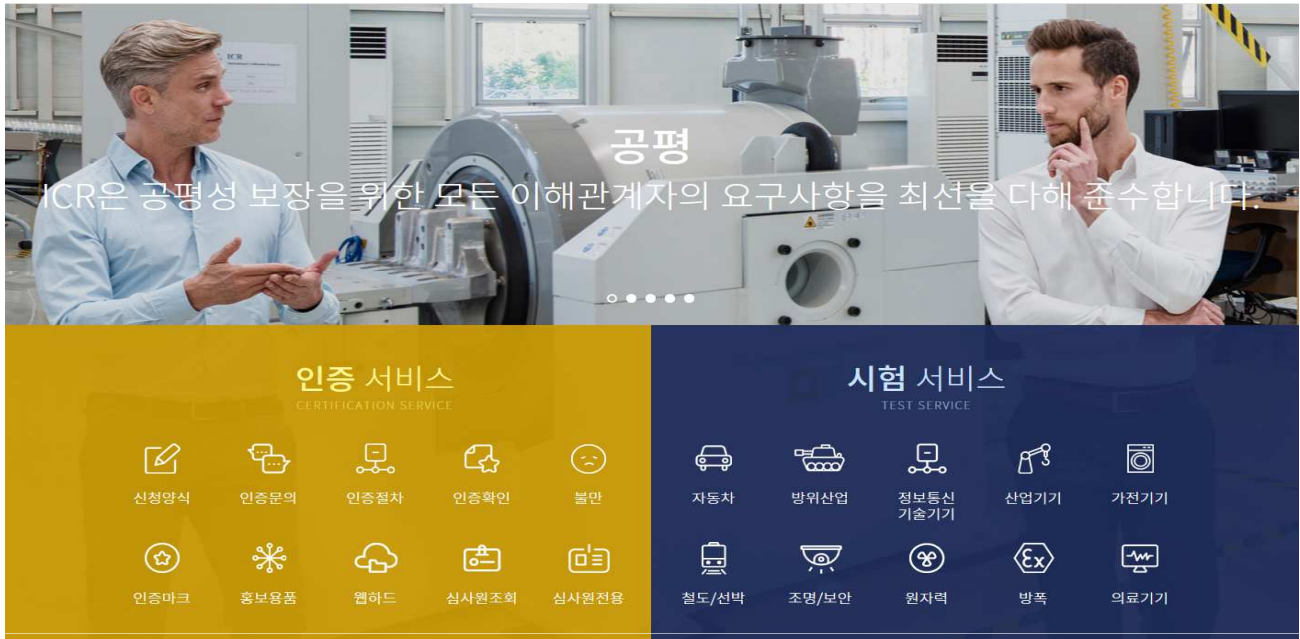 ICR
공평
ICR은 공평성 보장을 위한 모든 이해관계자의 요구사항을 최선을 다해 준수합니다.
인증 서비스
CERTIFICATION SERVICE
신청양식
인증문의
인증절차
인증확인
불만
인증마크
홍보용품
웹하드
심사원조회
심사원전용
시험 서비스
TEST SERVICE
자동차
방위산업
정보통신
기술기기
산업기기
가전기기
철도/선박
조명/보안
원자력
Ex
방폭
의료기기